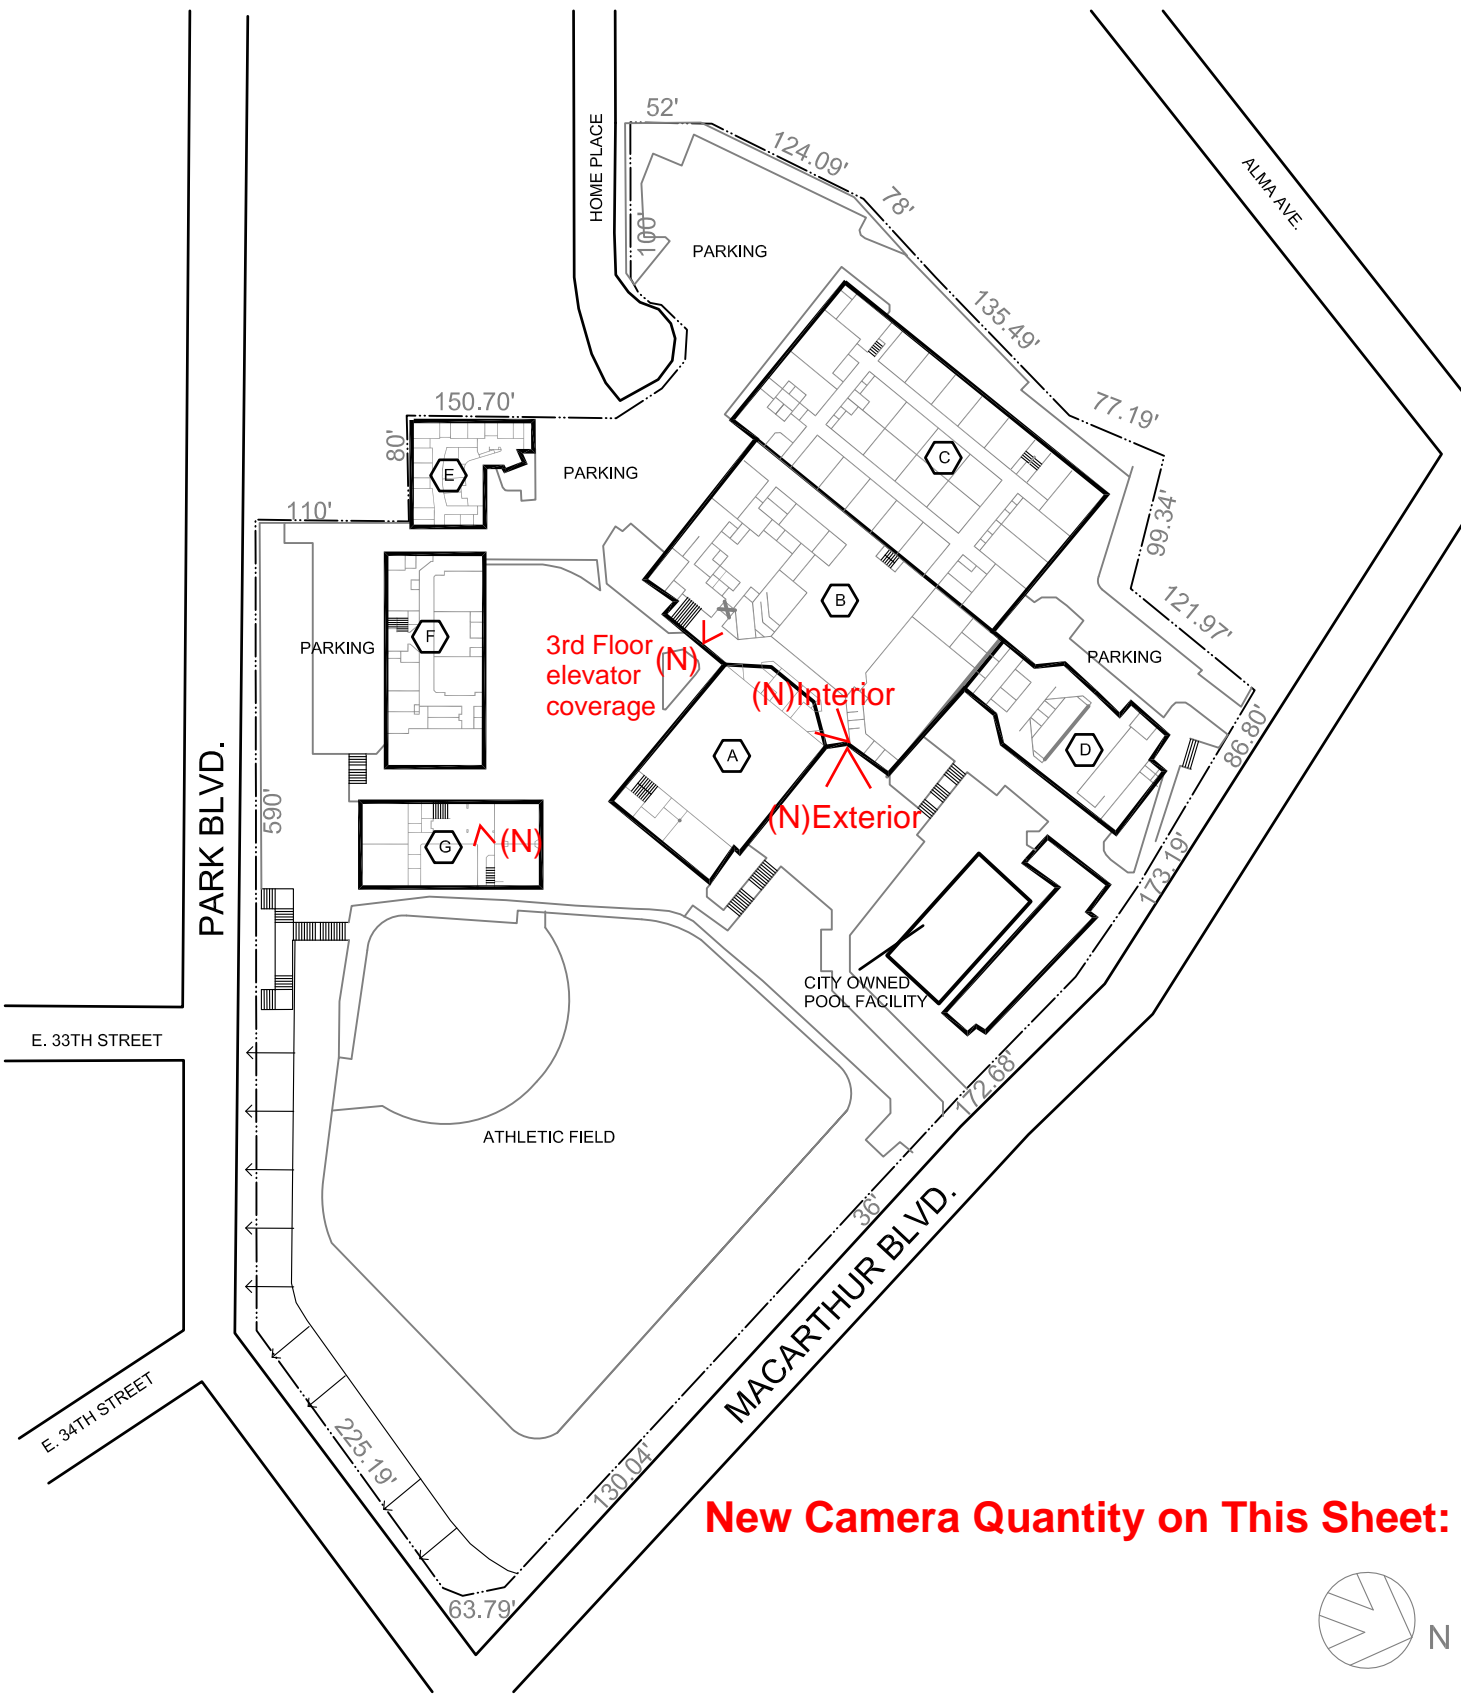 52'
124.09'
78'
HOME PLACE
ALMA AVE.
100'
PARKING
135.49'
77.19'
150.70'
80'
PARKING
E
C
110'
99.34'
B
F
121.97'
PARKING
3rd Floor
elevator
coverage
(N)
PARKING
(N)Interior
A
D
86.80'
PARK BLVD.
590'
G
(N)
(N)Exterior
173.19'
CITY OWNED
POOL FACILITY
E. 33TH STREET
172.68'
ATHLETIC FIELD
36'
MACARTHUR BLVD.
E. 34TH STREET
225.19'
130.04'
New Camera Quantity on This Sheet:
63.79'
N